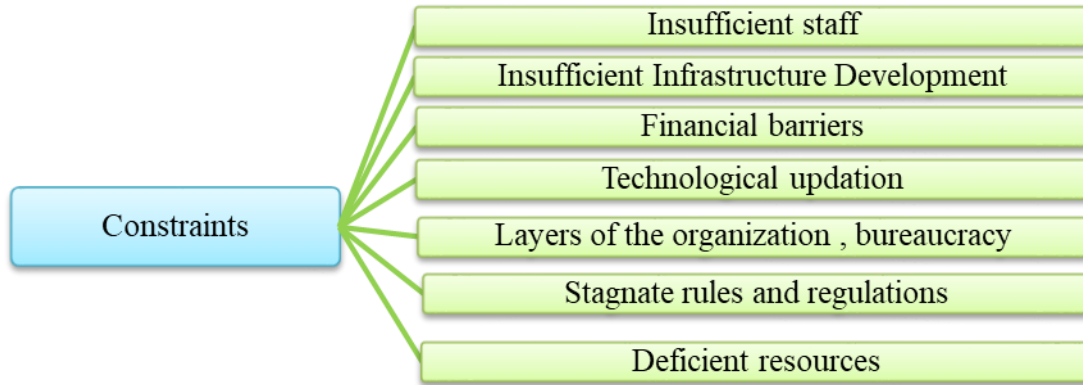 Insufficient staff
Insufficient Infrastructure Development
Financial barriers
Technological updation
Constraints
Layers of the organization , bureaucracy
Stagnate rules and regulations
Deficient resources